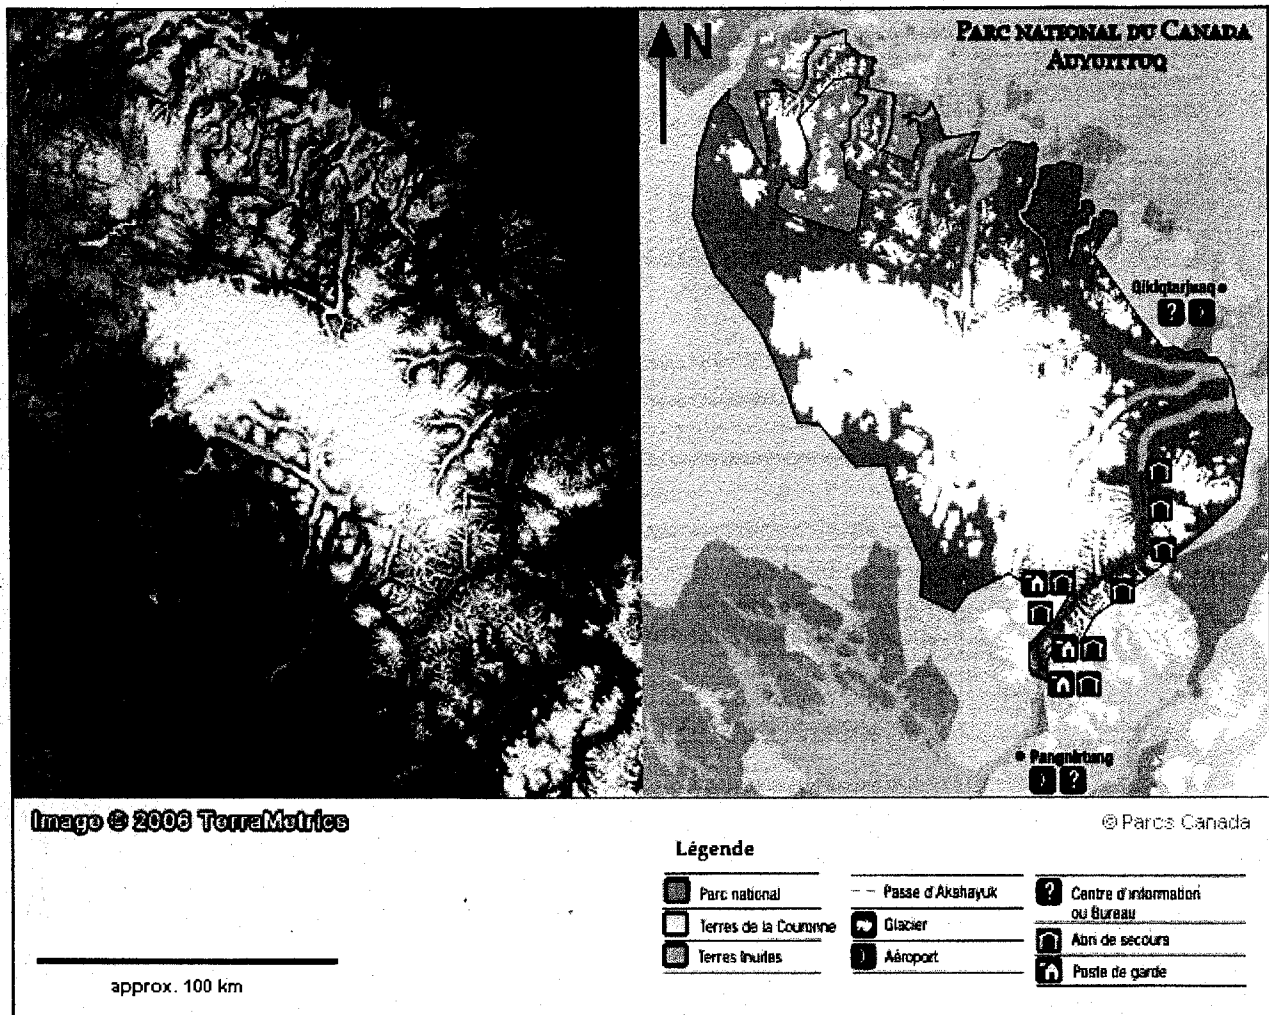 N
PARC NATIONAL DU CANADA
AUYUITTUQ
Qikiqtarjuaq
?
Pangnirtung
?
Image © 2006 TerraMetrics
© Parcs Canada
Légende
Parc national
Passe d'Akshayuk
? Centre d'information
ou Bureau
Terres de la Couronne
Glacier
Abri de secours
Terres Inuites
Aéroport
Poste de garde
approx. 100 km